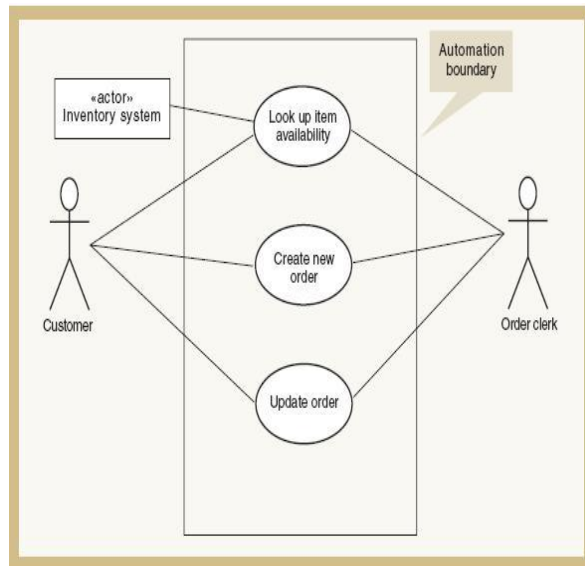 Automation
boundary
«actor»
Inventory system
Look up item
availability
Create new
order
Customer
Order clerk
Update order